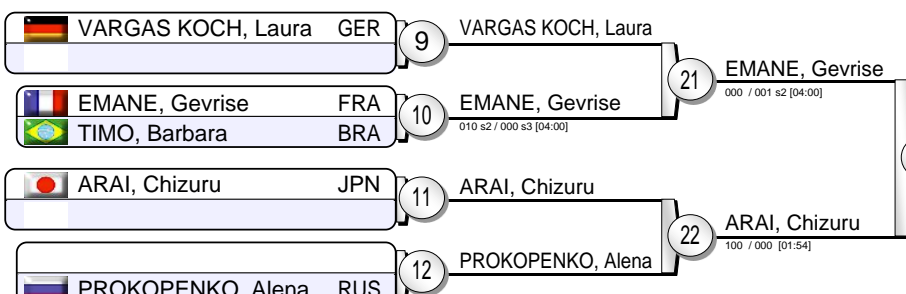 VARGAS KOCH, Laura GER
9
VARGAS KOCH, Laura
21
EMANE, Gevrise
000 / 001 s2 [04:00]
EMANE, Gevrise FRA
TIMO, Barbara BRA
10
EMANE, Gevrise
010 s2 / 000 s3 [04:00]
ARAI, Chizuru JPN
11
ARAI, Chizuru
22
ARAI, Chizuru
100 / 000 [01:54]
12
PROKOPENKO, Alena
PROKOPENKO, Alena RUS